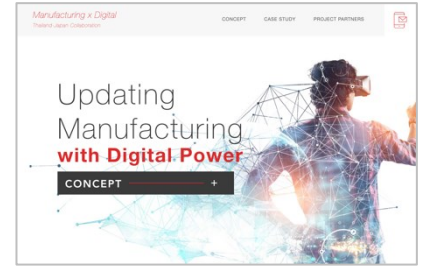 Manufacturing x Digital
Thailand Japan Collaboration
CONCEPT CASE STUDY PROJECT PARTNERS
Updating
Manufacturing
with Digital Power
CONCEPT +